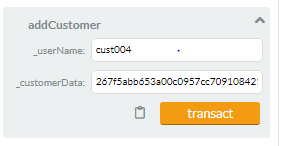 addCustomer
_userName: cust004
_customerData: 267f5abb653a00c0957cc70910842
transact